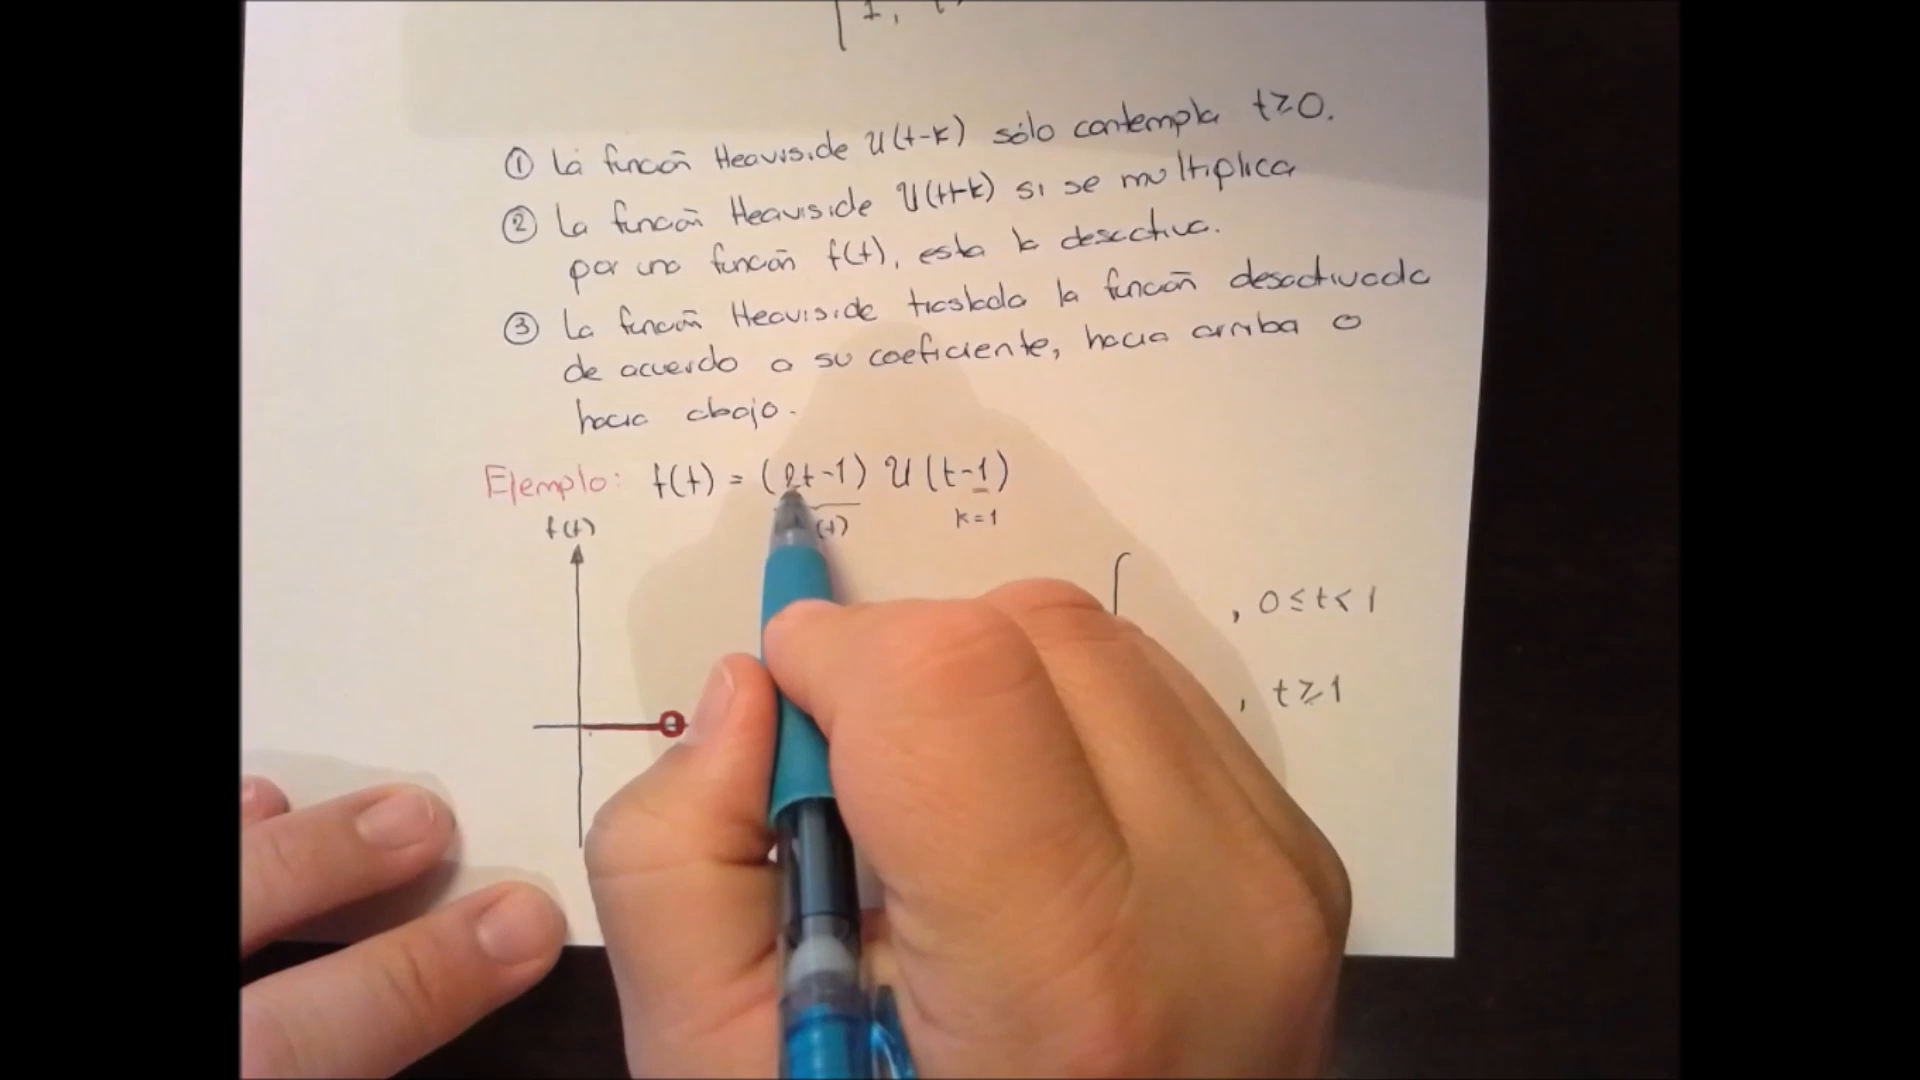 1,
① La función Heaviside U(t-k) sólo contempla t≥0.
② La función Heaviside U(t-k) si se multiplica
por una función f(t), esta la desactiva.
③ La función Heaviside traslada la función desactivada
de acuerdo a su coeficiente, hacia arriba o
hacia abajo.
Ejemplo: f(t) = (2t-1) U(t-1)
f(t)
(t)
k=1
, 0≤t<1
, t≥1